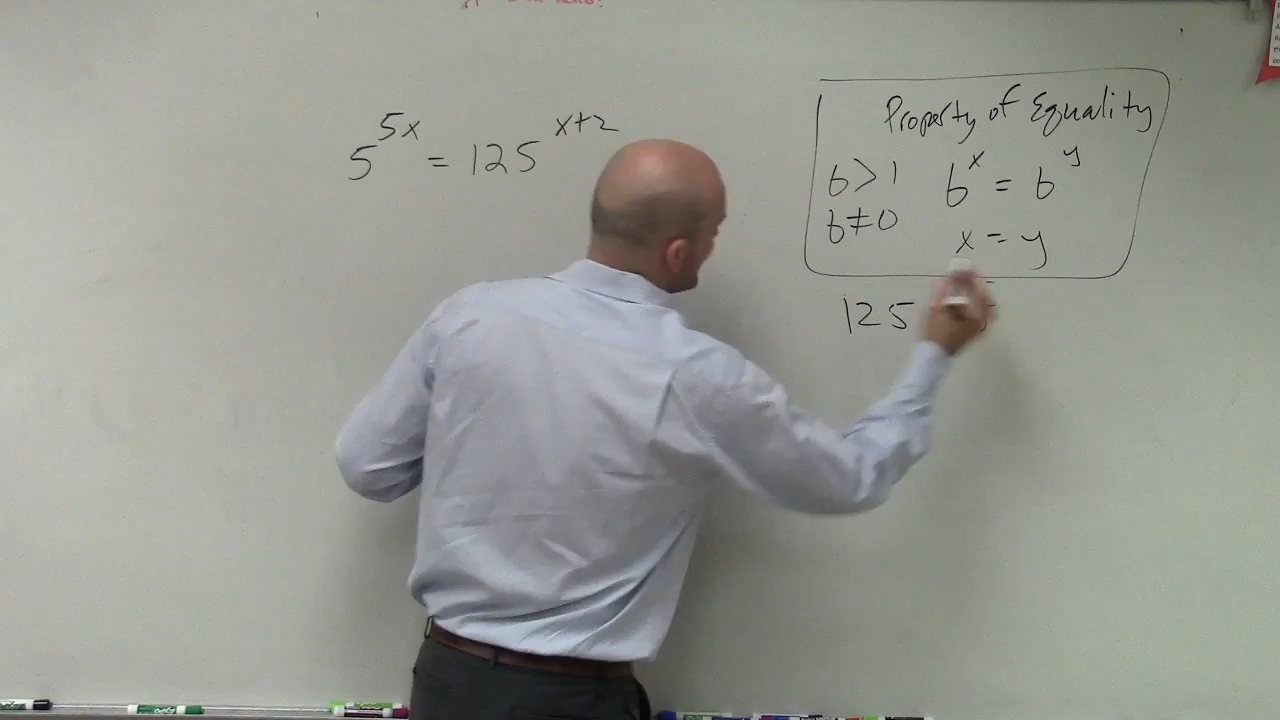 5^{5x} = 125^{x+2}
Property of Equality
b>1 b^x = b^y
b≠0 x = y
125